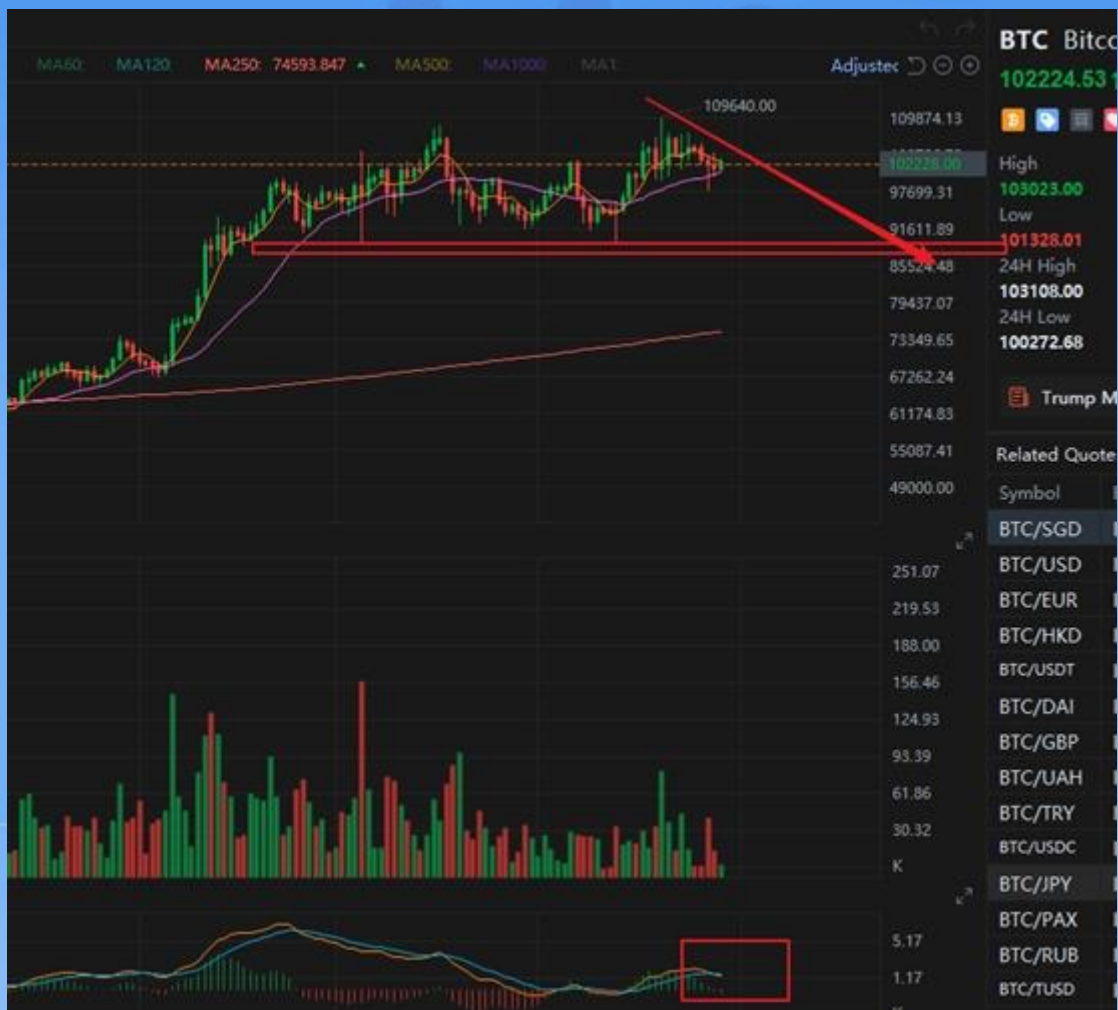 MA60: MA120: MA250: 74593.847 MA500: MA1000 MA1:
Adjusted
109640.00
109874.13
102228.00
97699.31
91611.89
85524.48
79437.07
73349.65
67262.24
61174.83
55087.41
49000.00
251.07
219.53
188.00
156.46
124.93
93.39
61.86
30.32
K
5.17
1.17
BTC Bitco
102224.53
High
103023.00
Low
101328.01
24H High
103108.00
24H Low
100272.68
Trump M
Related Quote
Symbol
BTC/SGD
BTC/USD
BTC/EUR
BTC/HKD
BTC/USDT
BTC/DAI
BTC/GBP
BTC/UAH
BTC/TRY
BTC/USDC
BTC/JPY
BTC/PAX
BTC/RUB
BTC/TUSD